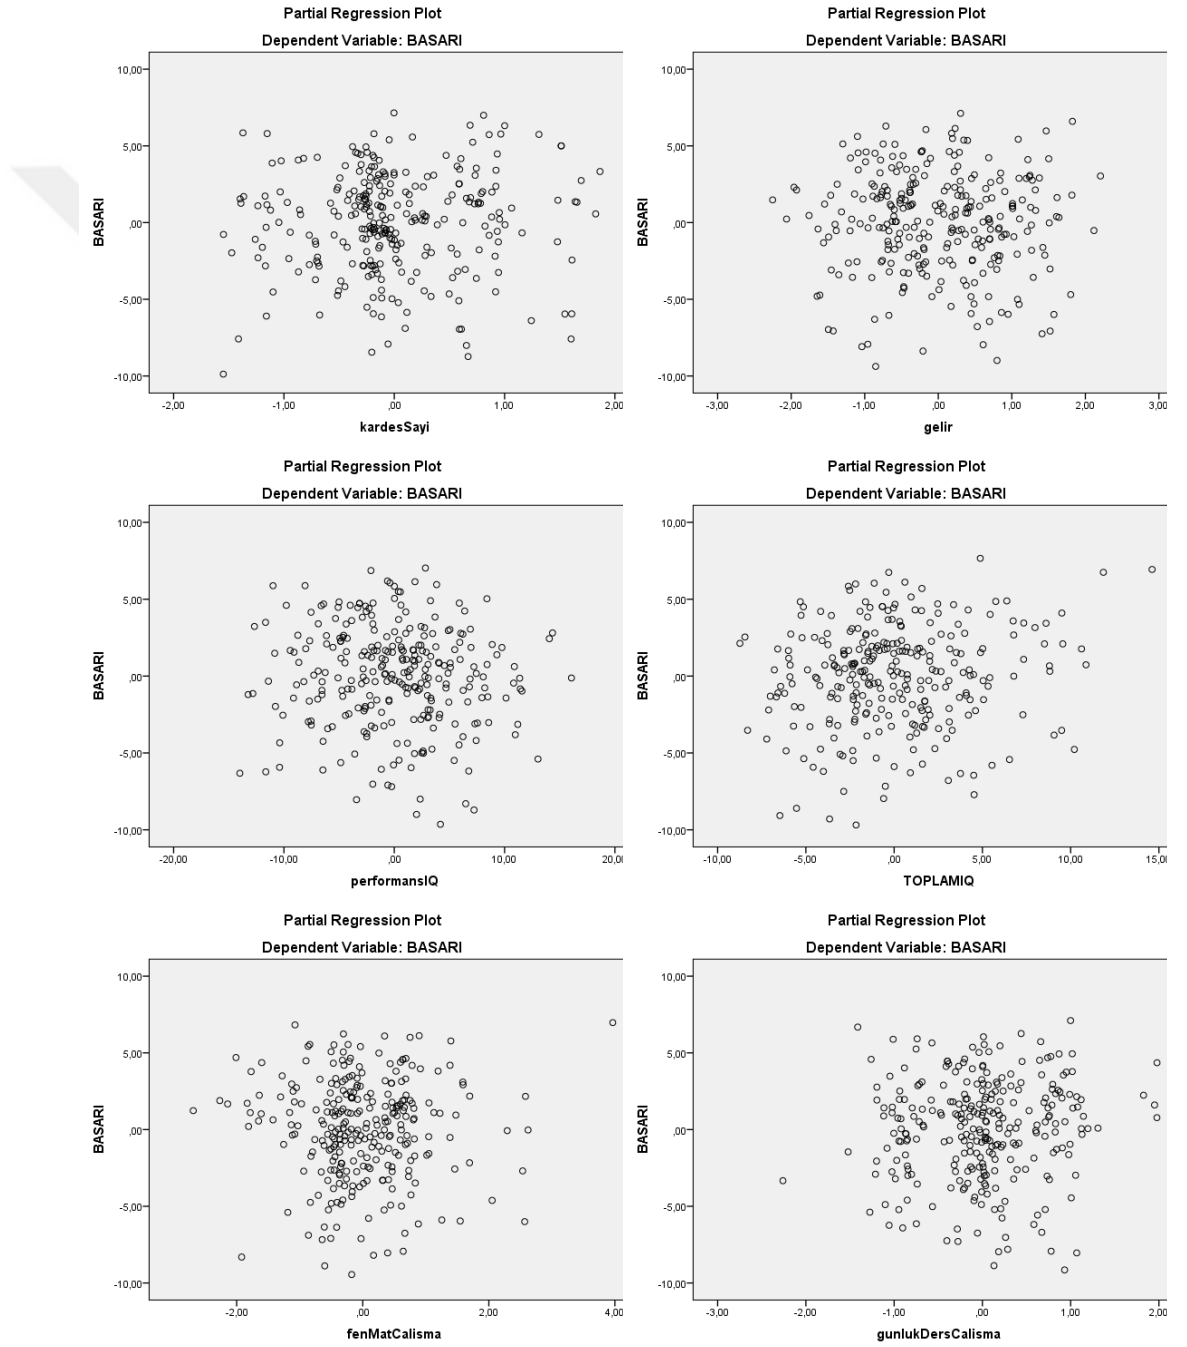 Partial Regression Plot
Dependent Variable: BASARI
10,00
5,00
,00
-5,00
-10,00
BASARI
-2,00 -1,00 ,00 1,00 2,00
kardesSayi
Partial Regression Plot
Dependent Variable: BASARI
10,00
5,00
,00
-5,00
-10,00
BASARI
-3,00 -2,00 -1,00 ,00 1,00 2,00 3,00
gelir
Partial Regression Plot
Dependent Variable: BASARI
10,00
5,00
,00
-5,00
-10,00
BASARI
-20,00 -10,00 ,00 10,00 20,00
performansIQ
Partial Regression Plot
Dependent Variable: BASARI
10,00
5,00
,00
-5,00
-10,00
BASARI
-10,00 -5,00 ,00 5,00 10,00 15,00
TOPLAMIQ
Partial Regression Plot
Dependent Variable: BASARI
10,00
5,00
,00
-5,00
-10,00
BASARI
-2,00 ,00 2,00 4,00
fenMatCalisma
Partial Regression Plot
Dependent Variable: BASARI
10,00
5,00
,00
-5,00
-10,00
BASARI
-3,00 -2,00 -1,00 ,00 1,00 2,00
gunlukDersCalisma